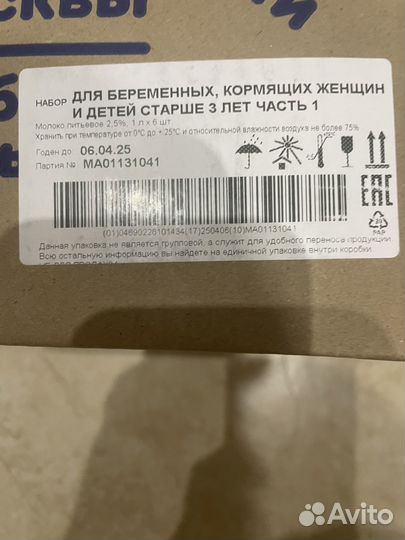 НАБОР ДЛЯ БЕРЕМЕННЫХ, КОРМЯЩИХ ЖЕНЩИН
И ДЕТЕЙ СТАРШЕ 3 ЛЕТ ЧАСТЬ 1
Молоко питьевое 2,5%, 1 л х 6 шт.
Хранить при температуре от 0°С до +25°С и относительной влажности воздуха не более 75%
Годен до 06.04.25
Партия № MA01131041
EAC
(01)04690226101434(17)250406(10)MA01131041
20
PAP
Данная упаковка не является групповой, а служит для удобного переноса продукции.
Всю остальную информацию вы найдете на единичной упаковке внутри коробки.
Avito